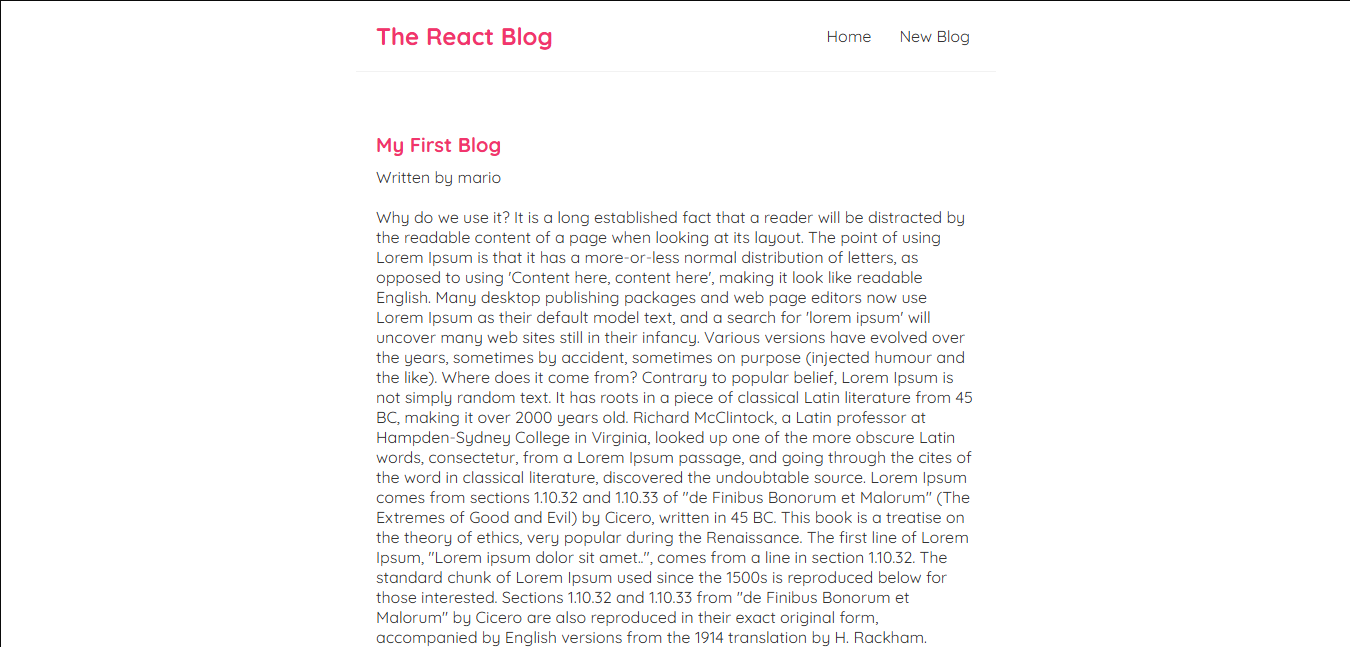 The React Blog
Home New Blog
My First Blog
Written by mario
Why do we use it? It is a long established fact that a reader will be distracted by
the readable content of a page when looking at its layout. The point of using
Lorem Ipsum is that it has a more-or-less normal distribution of letters, as
opposed to using 'Content here, content here', making it look like readable
English. Many desktop publishing packages and web page editors now use
Lorem Ipsum as their default model text, and a search for 'lorem ipsum' will
uncover many web sites still in their infancy. Various versions have evolved over
the years, sometimes by accident, sometimes on purpose (injected humour and
the like). Where does it come from? Contrary to popular belief, Lorem Ipsum is
not simply random text. It has roots in a piece of classical Latin literature from 45
BC, making it over 2000 years old. Richard McClintock, a Latin professor at
Hampden-Sydney College in Virginia, looked up one of the more obscure Latin
words, consectetur, from a Lorem Ipsum passage, and going through the cites of
the word in classical literature, discovered the undoubtable source. Lorem Ipsum
comes from sections 1.10.32 and 1.10.33 of "de Finibus Bonorum et Malorum" (The
Extremes of Good and Evil) by Cicero, written in 45 BC. This book is a treatise on
the theory of ethics, very popular during the Renaissance. The first line of Lorem
Ipsum, "Lorem ipsum dolor sit amet..", comes from a line in section 1.10.32. The
standard chunk of Lorem Ipsum used since the 1500s is reproduced below for
those interested. Sections 1.10.32 and 1.10.33 from "de Finibus Bonorum et
Malorum" by Cicero are also reproduced in their exact original form,
accompanied by English versions from the 1914 translation by H. Rackham.